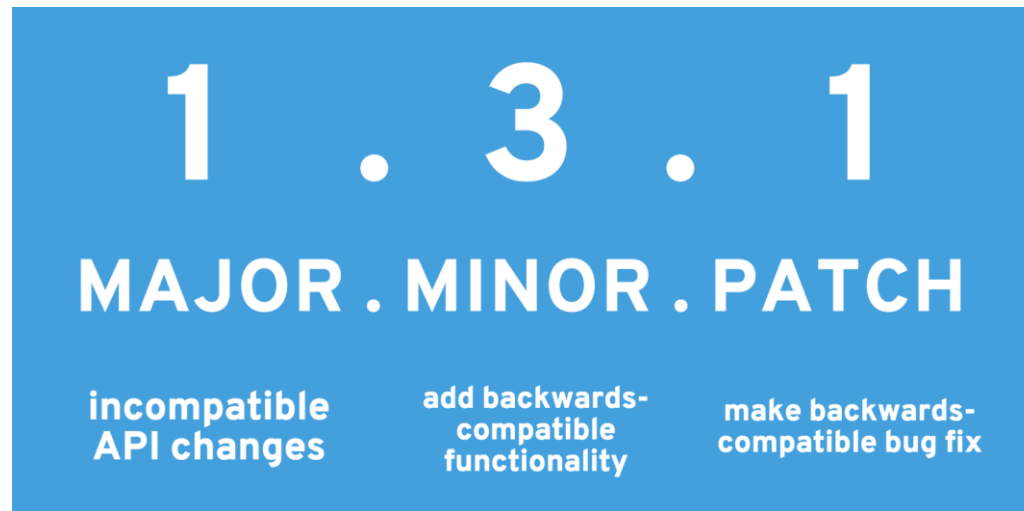 1 . 3 . 1
MAJOR . MINOR . PATCH
incompatible
API changes
add backwards-
compatible
functionality
make backwards-
compatible bug fix